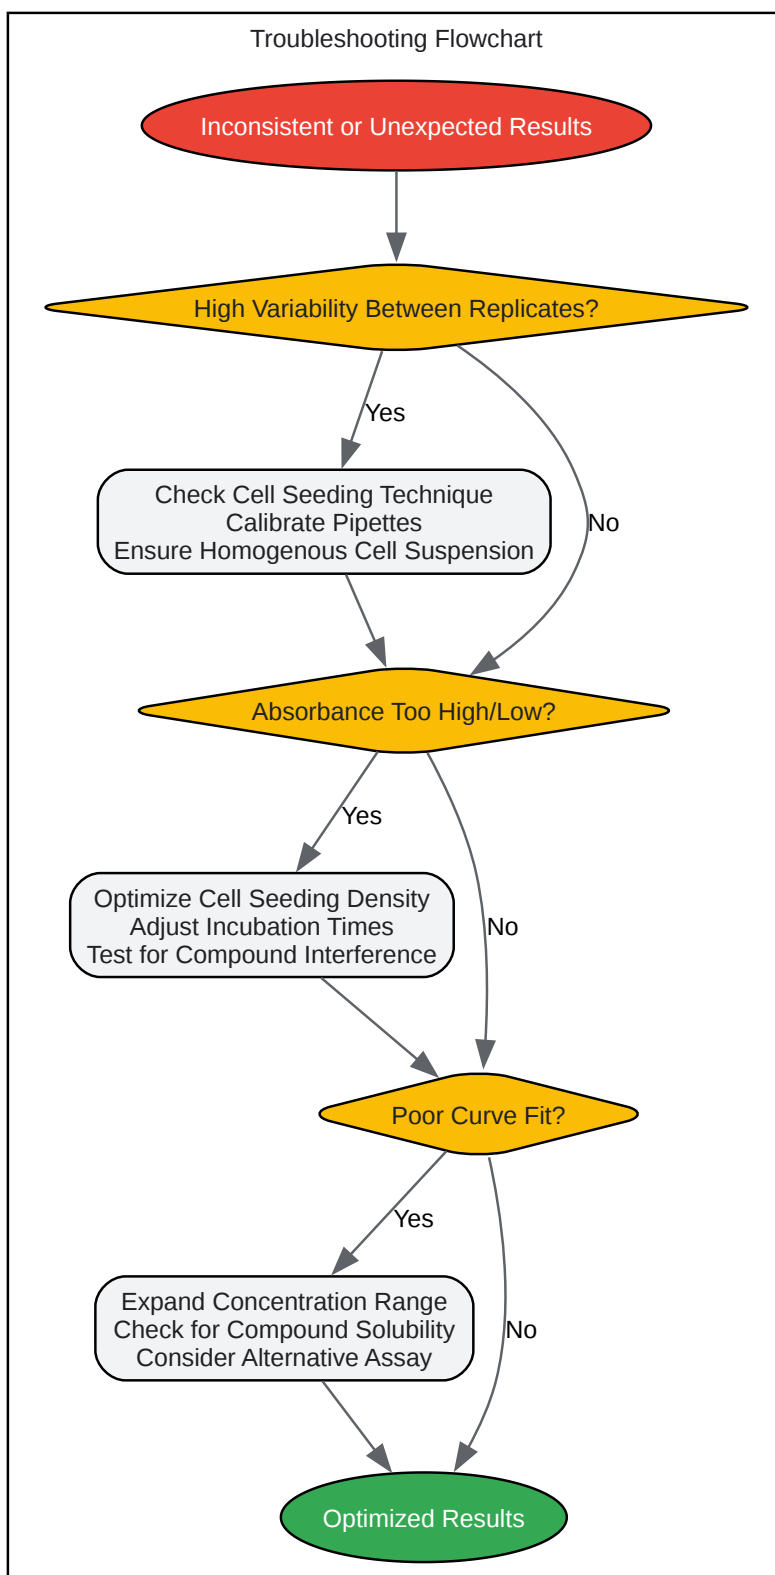 Troubleshooting Flowchart
Inconsistent or Unexpected Results
High Variability Between Replicates?
Yes
Check Cell Seeding Technique
Calibrate Pipettes
Ensure Homogenous Cell Suspension
No
Absorbance Too High/Low?
Yes
Optimize Cell Seeding Density
Adjust Incubation Times
Test for Compound Interference
No
Poor Curve Fit?
Yes
Expand Concentration Range
Check for Compound Solubility
Consider Alternative Assay
No
Optimized Results